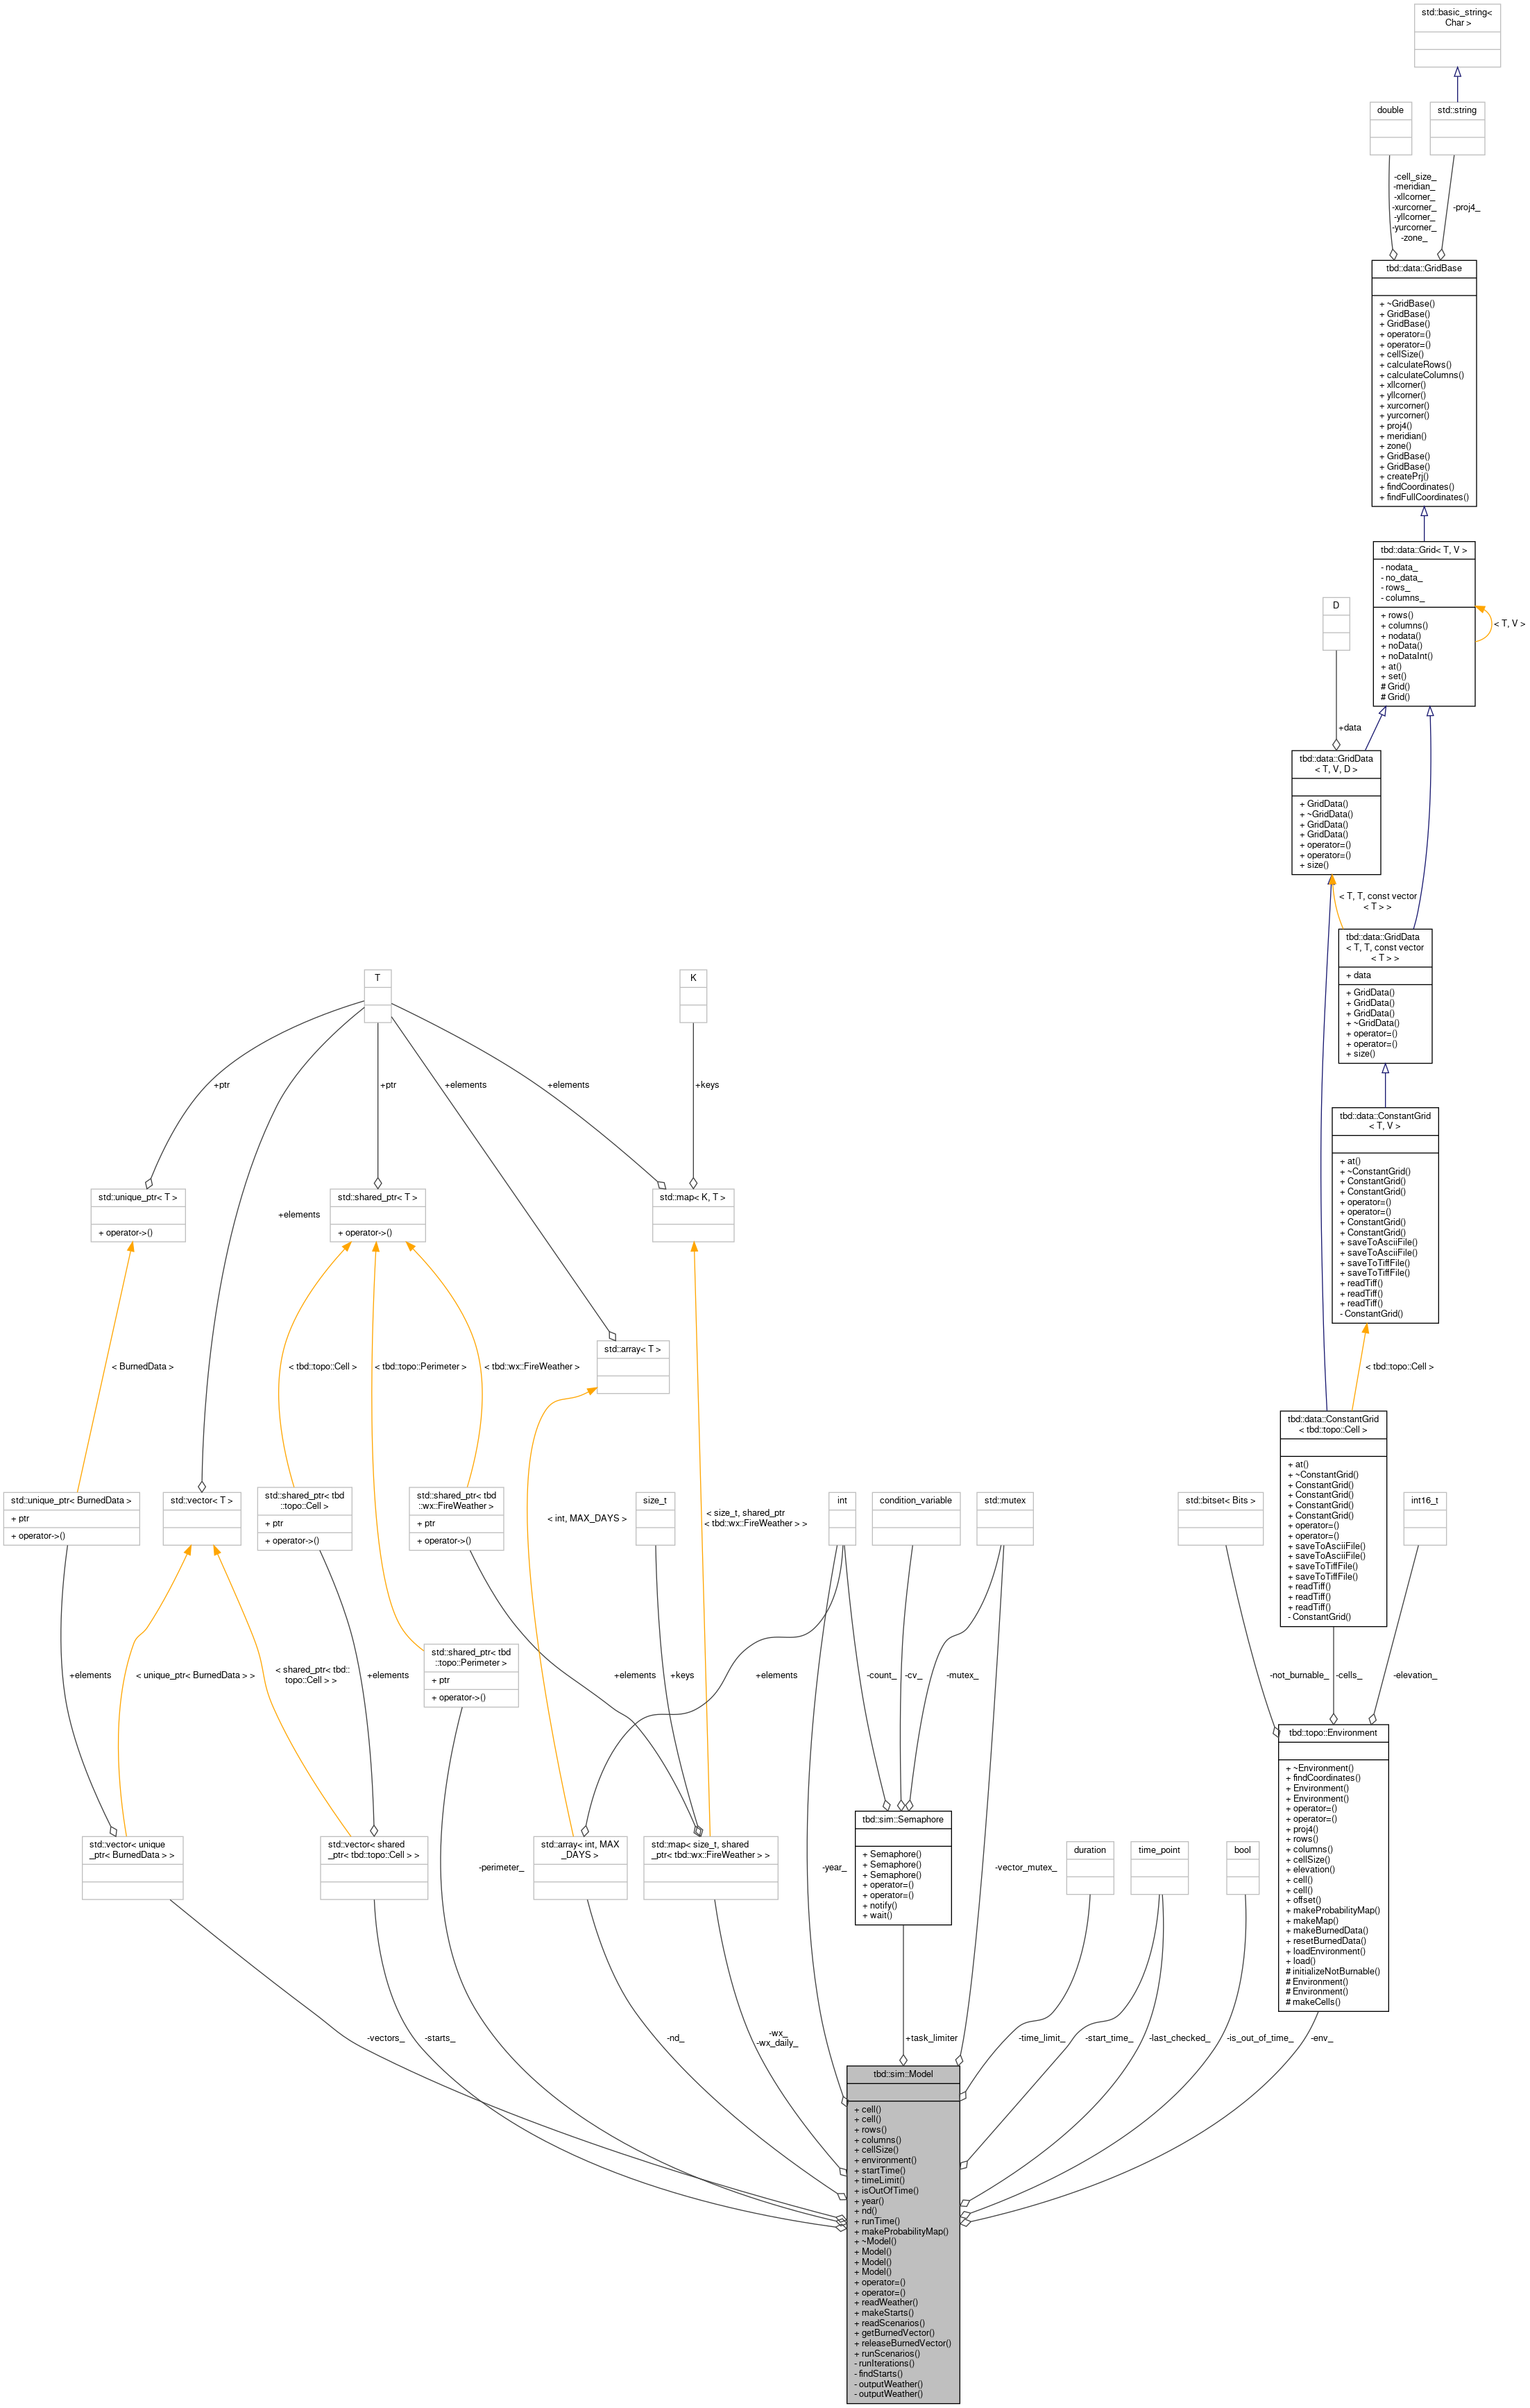 std::basic_string<
Char >
double
std::string
-cell_size_
-meridian_
-xllcorner_
-xurcorner_
-yllcorner_
-yurcorner_
-zone_
-proj4_
tbd::data::GridBase
+ ~GridBase()
+ GridBase()
+ GridBase()
+ operator=()
+ operator=()
+ cellSize()
+ calculateRows()
+ calculateColumns()
+ xllcorner()
+ yllcorner()
+ xurcorner()
+ yurcorner()
+ proj4()
+ meridian()
+ zone()
+ GridBase()
+ GridBase()
+ createPrj()
+ findCoordinates()
+ findFullCoordinates()
tbd::data::Grid< T, V >
- nodata_
- no_data_
- rows_
- columns_
+ rows()
+ columns()
+ nodata()
+ noData()
+ noDataInt()
+ at()
+ set()
# Grid()
# Grid()
< T, V >
D
+data
tbd::data::GridData
< T, V, D >
+ GridData()
+ ~GridData()
+ GridData()
+ GridData()
+ operator=()
+ operator=()
+ size()
< T, T, const vector
< T > >
tbd::data::GridData
< T, T, const vector
< T > >
+ data
+ GridData()
+ GridData()
+ GridData()
+ ~GridData()
+ operator=()
+ operator=()
+ size()
T
K
+ptr
+ptr
+elements
+elements
+keys
tbd::data::ConstantGrid
< T, V >
+ at()
+ ~ConstantGrid()
+ ConstantGrid()
+ ConstantGrid()
+ operator=()
+ operator=()
+ ConstantGrid()
+ ConstantGrid()
+ saveToAsciiFile()
+ saveToAsciiFile()
+ saveToTiffFile()
+ saveToTiffFile()
+ readTiff()
+ readTiff()
+ readTiff()
- ConstantGrid()
std::unique_ptr< T >
+ operator->()
+elements
std::shared_ptr< T >
+ operator->()
std::map< K, T >
std::array< T >
< BurnedData >
< tbd::topo::Cell >
< tbd::topo::Perimeter >
< tbd::wx::FireWeather >
< tbd::topo::Cell >
tbd::data::ConstantGrid
< tbd::topo::Cell >
+ at()
+ ~ConstantGrid()
+ ConstantGrid()
+ ConstantGrid()
+ ConstantGrid()
+ ConstantGrid()
+ operator=()
+ operator=()
+ saveToAsciiFile()
+ saveToAsciiFile()
+ saveToTiffFile()
+ saveToTiffFile()
+ readTiff()
+ readTiff()
+ readTiff()
- ConstantGrid()
std::unique_ptr< BurnedData >
+ ptr
+ operator->()
std::vector< T >
std::shared_ptr< tbd
::topo::Cell >
+ ptr
+ operator->()
std::shared_ptr< tbd
::wx::FireWeather >
+ ptr
+ operator->()
< int, MAX_DAYS >
size_t
< size_t, shared_ptr
< tbd::wx::FireWeather > >
int
condition_variable
std::mutex
std::bitset< Bits >
int16_t
std::shared_ptr< tbd
::topo::Perimeter >
+ ptr
+ operator->()
+elements
< unique_ptr< BurnedData > >
< shared_ptr< tbd::
topo::Cell > >
+elements
+elements
+keys
+elements
-count_
-cv_
-mutex_
-not_burnable_
-cells_
-elevation_
tbd::topo::Environment
+ ~Environment()
+ findCoordinates()
+ Environment()
+ Environment()
+ operator=()
+ operator=()
+ proj4()
+ rows()
+ columns()
+ cellSize()
+ elevation()
+ cell()
+ cell()
+ offset()
+ makeProbabilityMap()
+ makeMap()
+ makeBurnedData()
+ resetBurnedData()
+ loadEnvironment()
+ load()
# initializeNotBurnable()
# Environment()
# Environment()
# makeCells()
std::vector< unique
_ptr< BurnedData > >
std::vector< shared
_ptr< tbd::topo::Cell > >
-perimeter_
std::array< int, MAX
_DAYS >
std::map< size_t, shared
_ptr< tbd::wx::FireWeather > >
-year_
tbd::sim::Semaphore
+ Semaphore()
+ Semaphore()
+ Semaphore()
+ operator=()
+ operator=()
+ notify()
+ wait()
-vector_mutex_
duration
time_point
bool
-vectors_
-starts_
-nd_
-wx_
-wx_daily_
+task_limiter
-time_limit_
-start_time_
-last_checked_
-is_out_of_time_
-env_
tbd::sim::Model
+ cell()
+ cell()
+ rows()
+ columns()
+ cellSize()
+ environment()
+ startTime()
+ timeLimit()
+ isOutOfTime()
+ year()
+ nd()
+ runTime()
+ makeProbabilityMap()
+ ~Model()
+ Model()
+ Model()
+ Model()
+ operator=()
+ operator=()
+ readWeather()
+ makeStarts()
+ readScenarios()
+ getBurnedVector()
+ releaseBurnedVector()
+ runScenarios()
- runIterations()
- findStarts()
- outputWeather()
- outputWeather()